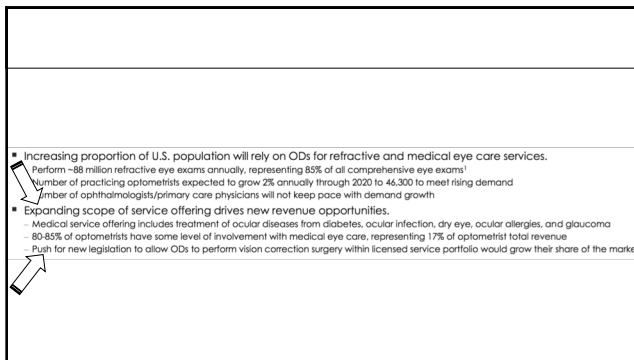 ▪ Increasing proportion of U.S. population will rely on ODs for refractive and medical eye care services.
Perform ~88 million refractive eye exams annually, representing 85% of all comprehensive eye exams¹
Number of practicing optometrists expected to grow 2% annually through 2020 to 46,300 to meet rising demand
Number of ophthalmologists/primary care physicians will not keep pace with demand growth
▪ Expanding scope of service offering drives new revenue opportunities.
– Medical service offering includes treatment of ocular diseases from diabetes, ocular infection, dry eye, ocular allergies, and glaucoma
– 80-85% of optometrists have some level of involvement with medical eye care, representing 17% of optometrist total revenue
– Push for new legislation to allow ODs to perform vision correction surgery within licensed service portfolio would grow their share of the marke